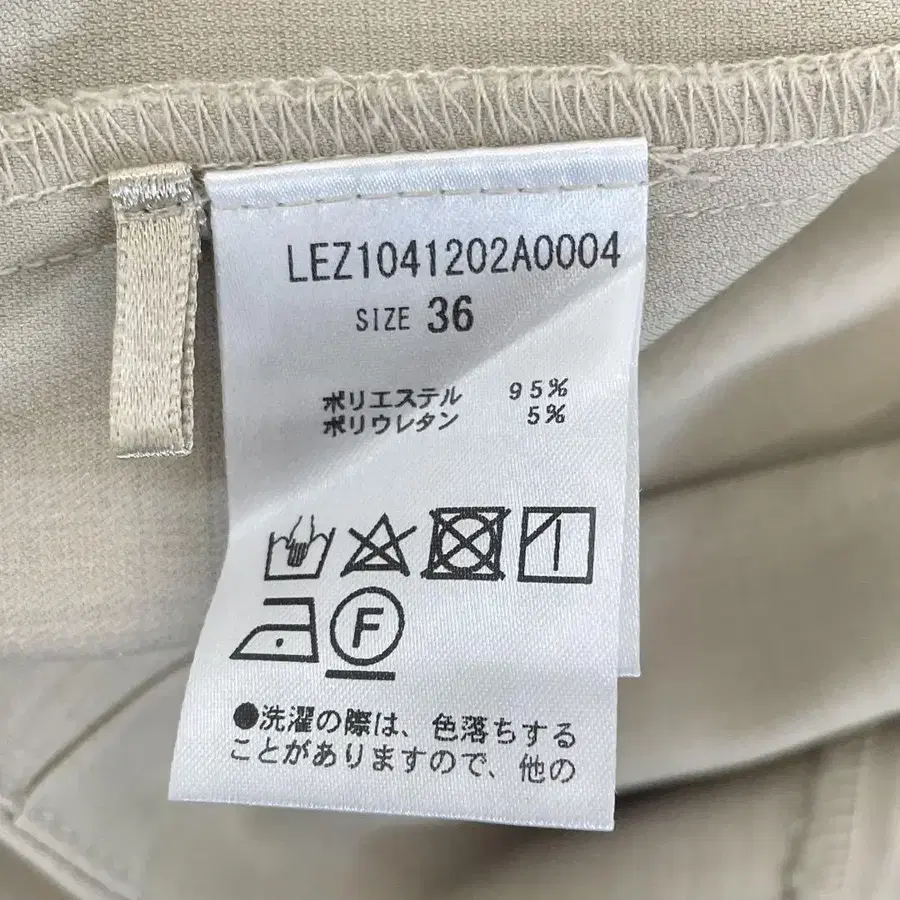 LEZ1041202A0004
SIZE 36
ポリエステル 95%
ポリウレタン 5%
F
●洗濯の際は、色落ちする
ことがありますので、他の